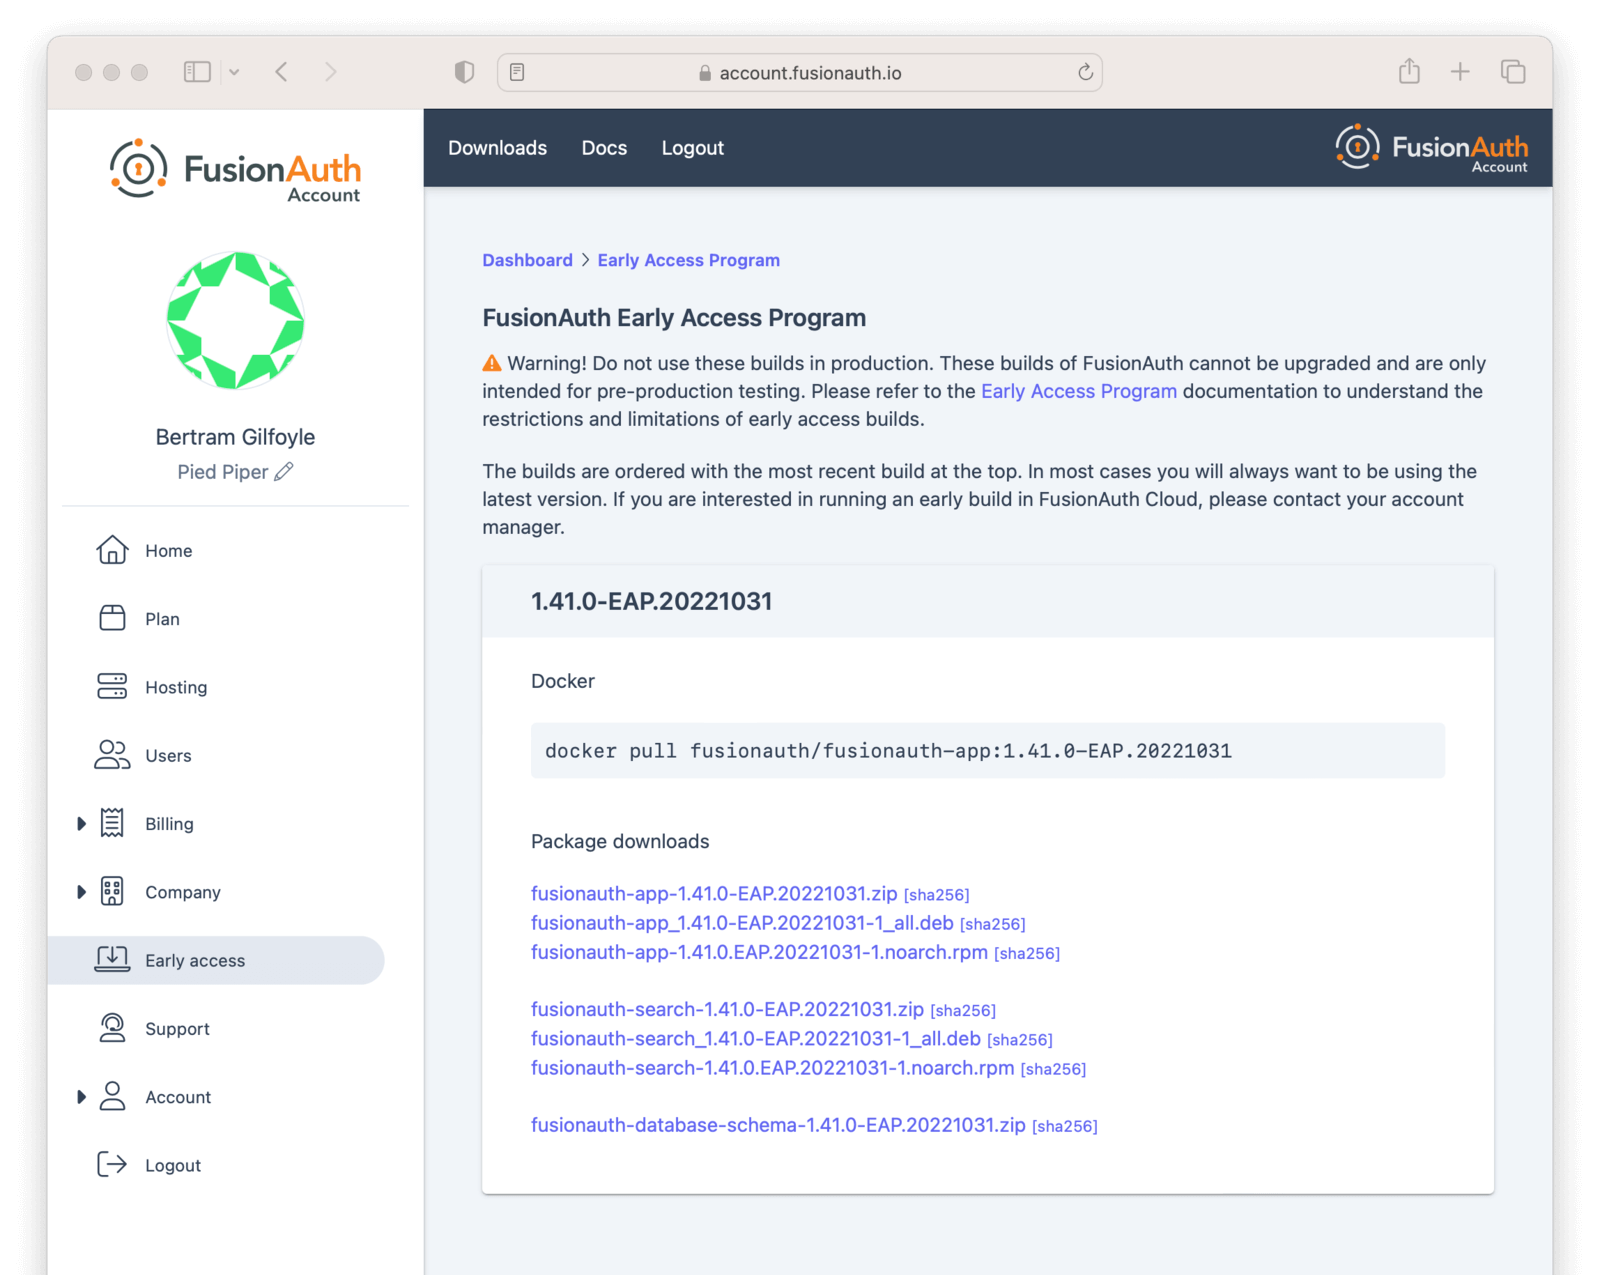 account.fusionauth.io
FusionAuth
Account
Downloads Docs Logout
FusionAuth
Account
Bertram Gilfoyle
Pied Piper
Home
Plan
Hosting
Users
Billing
Company
Early access
Support
Account
Logout
Dashboard > Early Access Program
FusionAuth Early Access Program
Warning! Do not use these builds in production. These builds of FusionAuth cannot be upgraded and are only
intended for pre-production testing. Please refer to the Early Access Program documentation to understand the
restrictions and limitations of early access builds.
The builds are ordered with the most recent build at the top. In most cases you will always want to be using the
latest version. If you are interested in running an early build in FusionAuth Cloud, please contact your account
manager.
1.41.0-EAP.20221031
Docker
docker pull fusionauth/fusionauth-app:1.41.0-EAP.20221031
Package downloads
fusionauth-app-1.41.0-EAP.20221031.zip [sha256]
fusionauth-app_1.41.0-EAP.20221031-1_all.deb [sha256]
fusionauth-app-1.41.0.EAP.20221031-1.noarch.rpm [sha256]
fusionauth-search-1.41.0-EAP.20221031.zip [sha256]
fusionauth-search_1.41.0-EAP.20221031-1_all.deb [sha256]
fusionauth-search-1.41.0.EAP.20221031-1.noarch.rpm [sha256]
fusionauth-database-schema-1.41.0-EAP.20221031.zip [sha256]